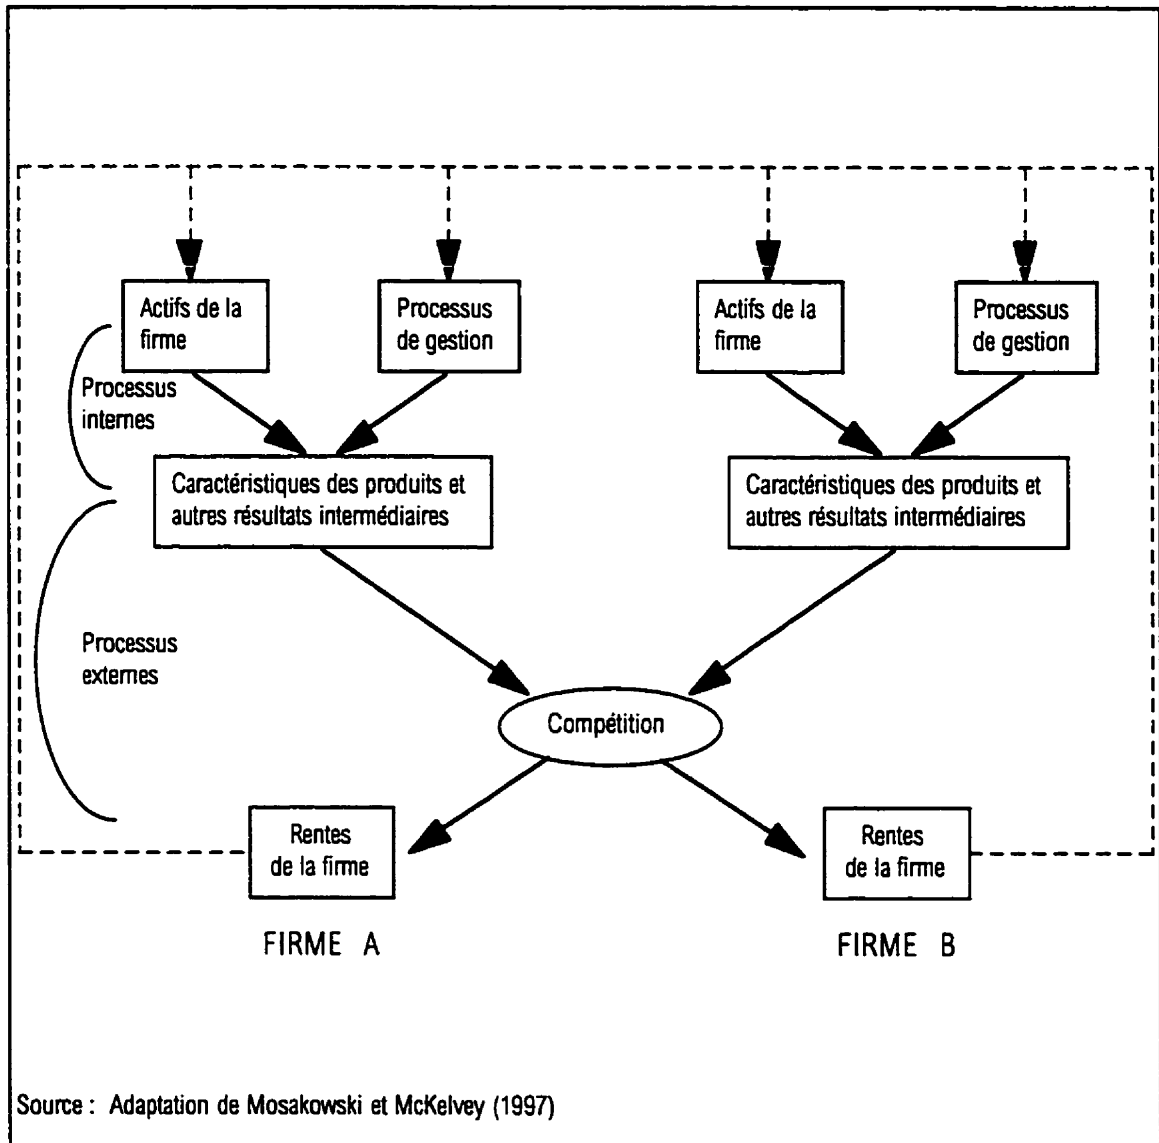 Actifs de la
firme
Processus
de gestion
Actifs de la
firme
Processus
de gestion
Processus
internes
Caractéristiques des produits et
autres résultats intermédiaires
Caractéristiques des produits et
autres résultats intermédiaires
Processus
externes
Compétition
Rentes
de la firme
Rentes
de la firme
FIRME A
FIRME B
Source : Adaptation de Mosakowski et McKelvey (1997)